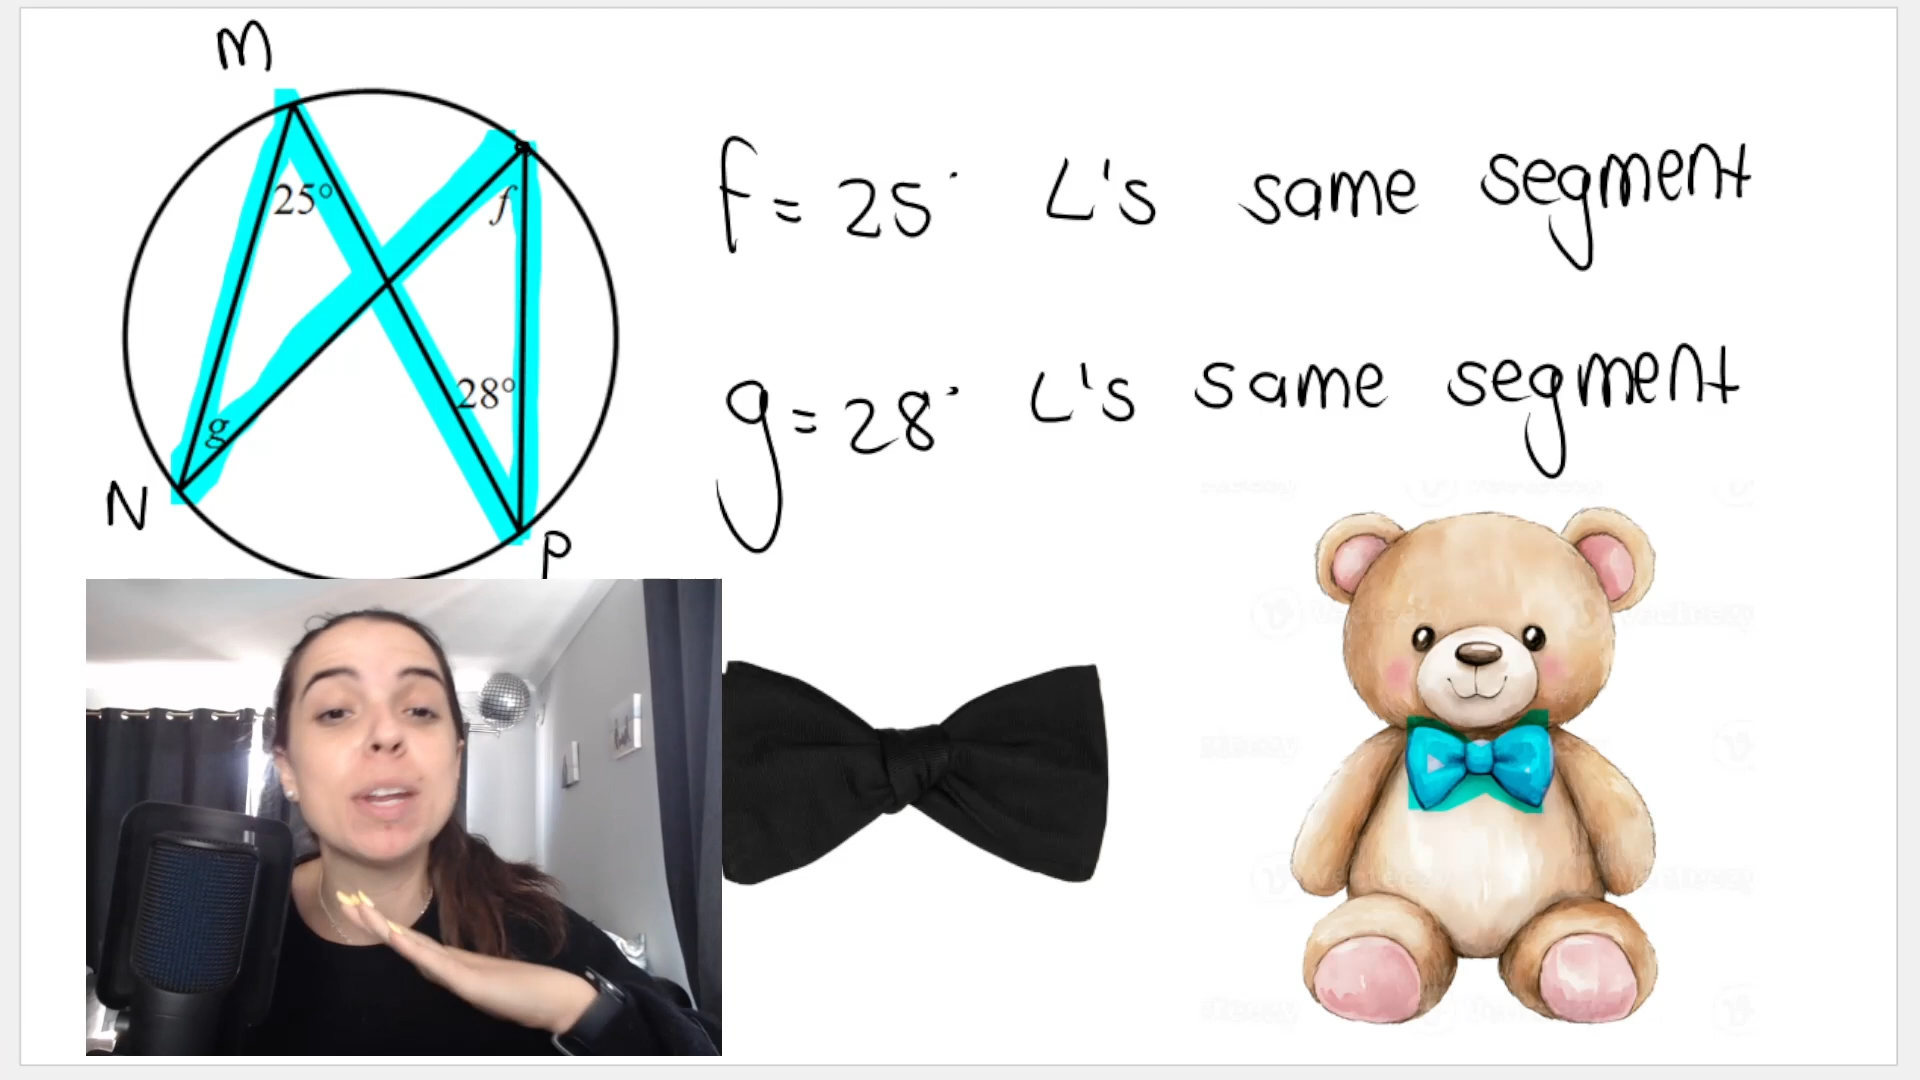 m
25° f
28°
g
N
P
f = 25° L's same segment
g = 28° L's same segment